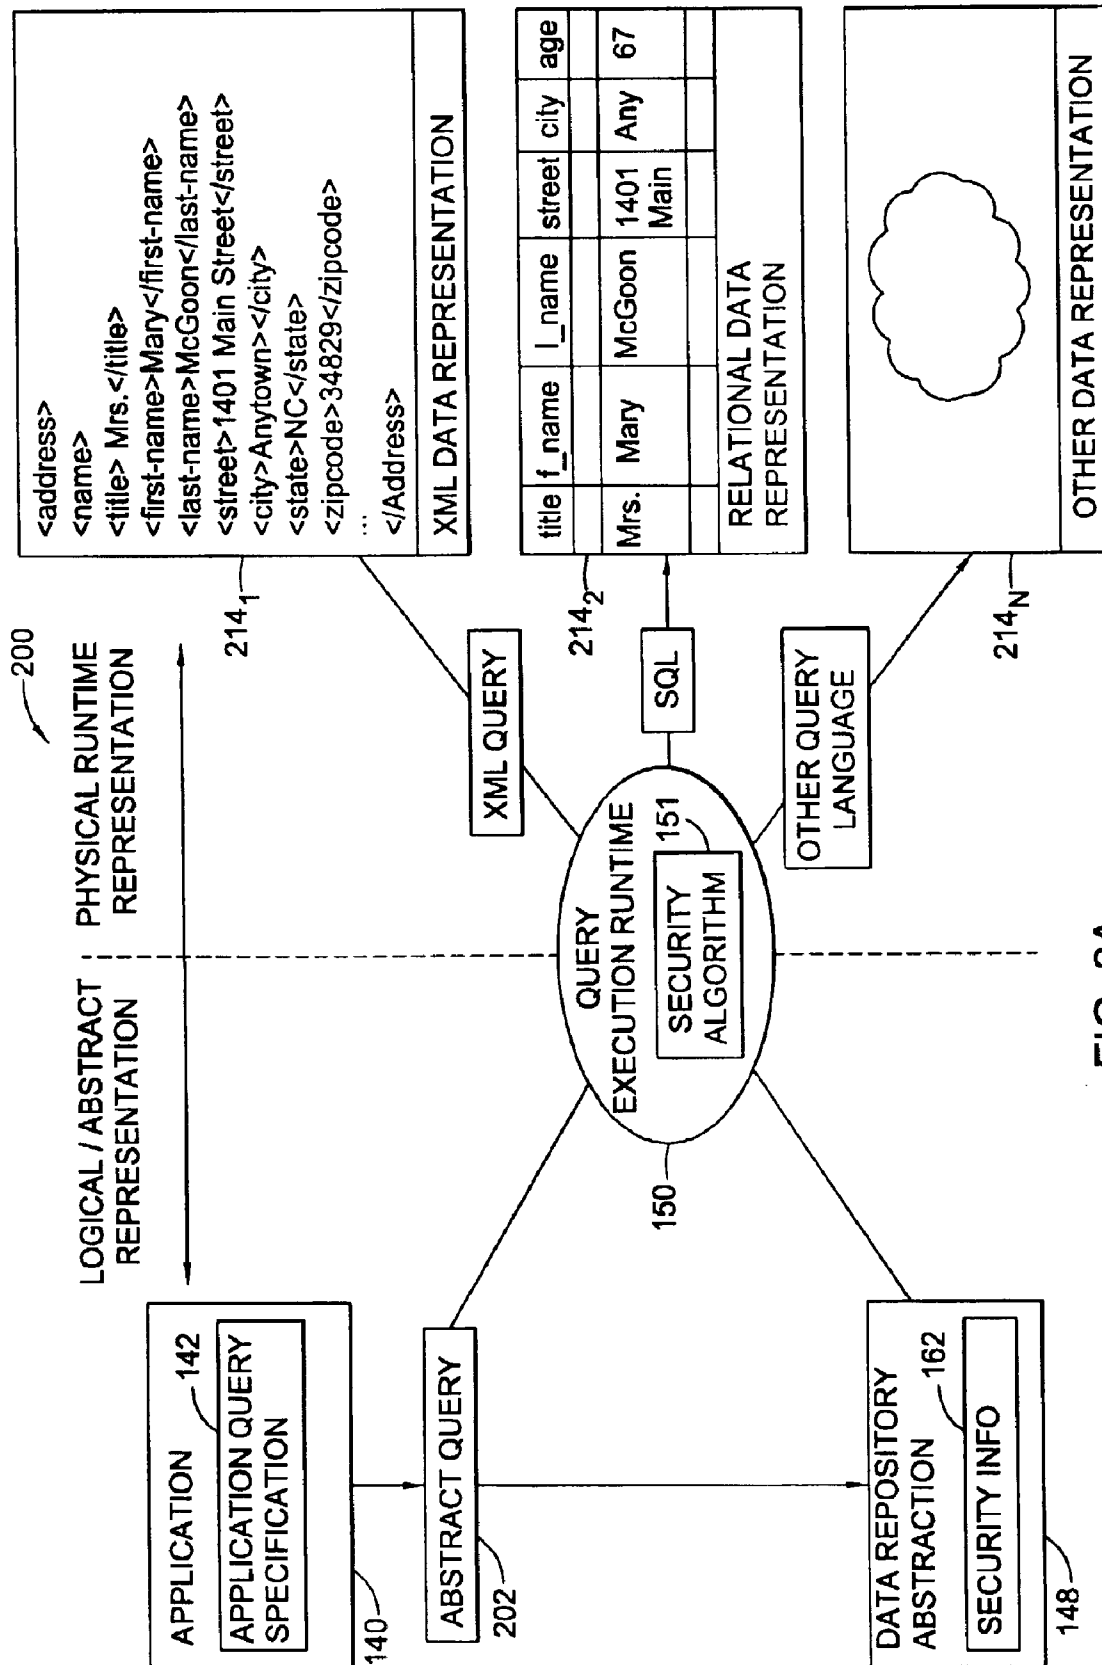 200
LOGICAL / ABSTRACT
REPRESENTATION
PHYSICAL RUNTIME
REPRESENTATION
APPLICATION
142
APPLICATION QUERY
SPECIFICATION
140
ABSTRACT QUERY
202
DATA REPOSITORY
ABSTRACTION
162
SECURITY INFO
148
QUERY
EXECUTION RUNTIME
151
SECURITY
ALGORITHM
150
XML QUERY
SQL
OTHER QUERY
LANGUAGE
<address>
<name>
<title> Mrs.</title>
<first-name>Mary</first-name>
<last-name>McGoon</last-name>
<street>1401 Main Street</street>
<city>Anytown></city>
<state>NC</state>
<zipcode>34829</zipcode>
...
</Address>
XML DATA REPRESENTATION
214₁
title f_name l_name street city age
Mrs. Mary McGoon 1401 Any 67
Main
RELATIONAL DATA
REPRESENTATION
214₂
OTHER DATA REPRESENTATION
214N